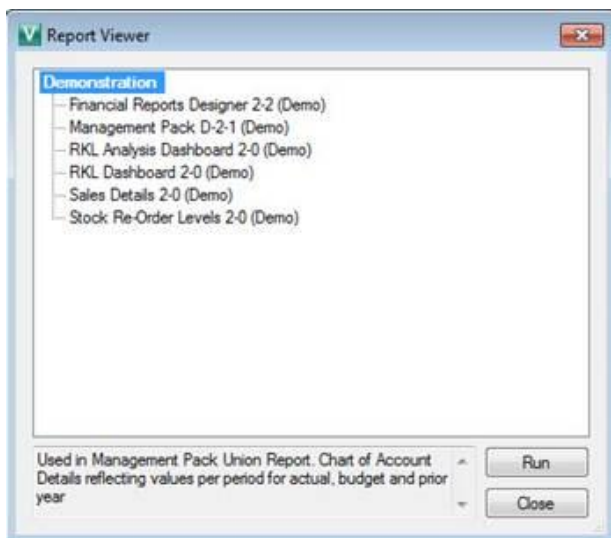 V Report Viewer
Demonstration
Financial Reports Designer 2-2 (Demo)
Management Pack D-2-1 (Demo)
RKL Analysis Dashboard 2-0 (Demo)
RKL Dashboard 2-0 (Demo)
Sales Details 2-0 (Demo)
Stock Re-Order Levels 2-0 (Demo)
Used in Management Pack Union Report. Chart of Account
Details reflecting values per period for actual, budget and prior
year
Run
Close